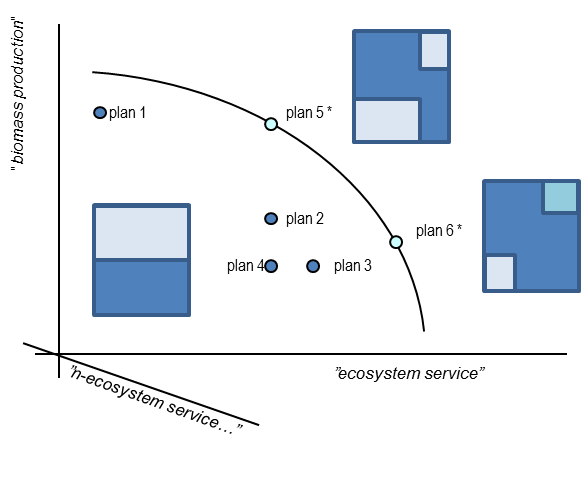 "biomass production"
plan 1
plan 5 *
plan 2
plan 6 *
plan 4
plan 3
"ecosystem service"
"n-ecosystem service…"